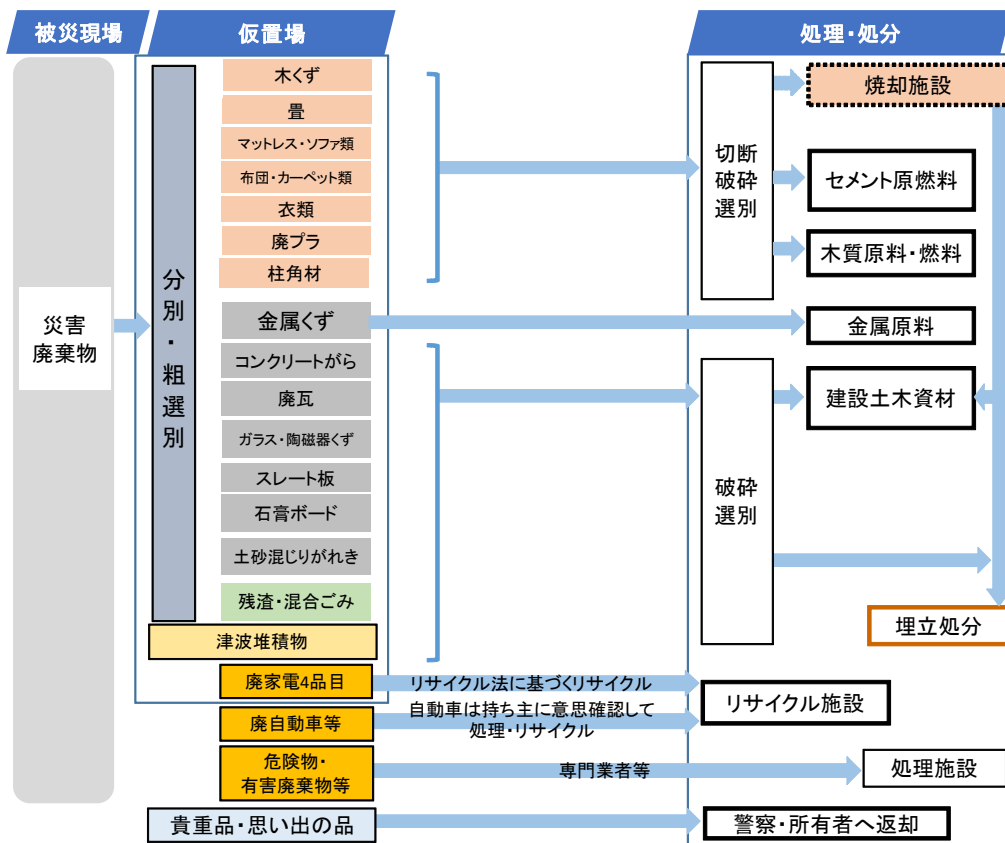 被災現場
仮置場
処理・処分
災害
廃棄物
分別・粗選別
木くず
畳
マットレス・ソファ類
布団・カーペット類
衣類
廃プラ
柱角材
金属くず
コンクリートがら
廃瓦
ガラス・陶磁器くず
スレート板
石膏ボード
土砂混じりがれき
残渣・混合ごみ
津波堆積物
廃家電4品目
廃自動車等
危険物・
有害廃棄物等
貴重品・思い出の品
リサイクル法に基づくリサイクル
自動車は持ち主に意思確認して
処理・リサイクル
専門業者等
切断
破砕
選別
破砕
選別
焼却施設
セメント原燃料
木質原料・燃料
金属原料
建設土木資材
埋立処分
リサイクル施設
処理施設
警察・所有者へ返却